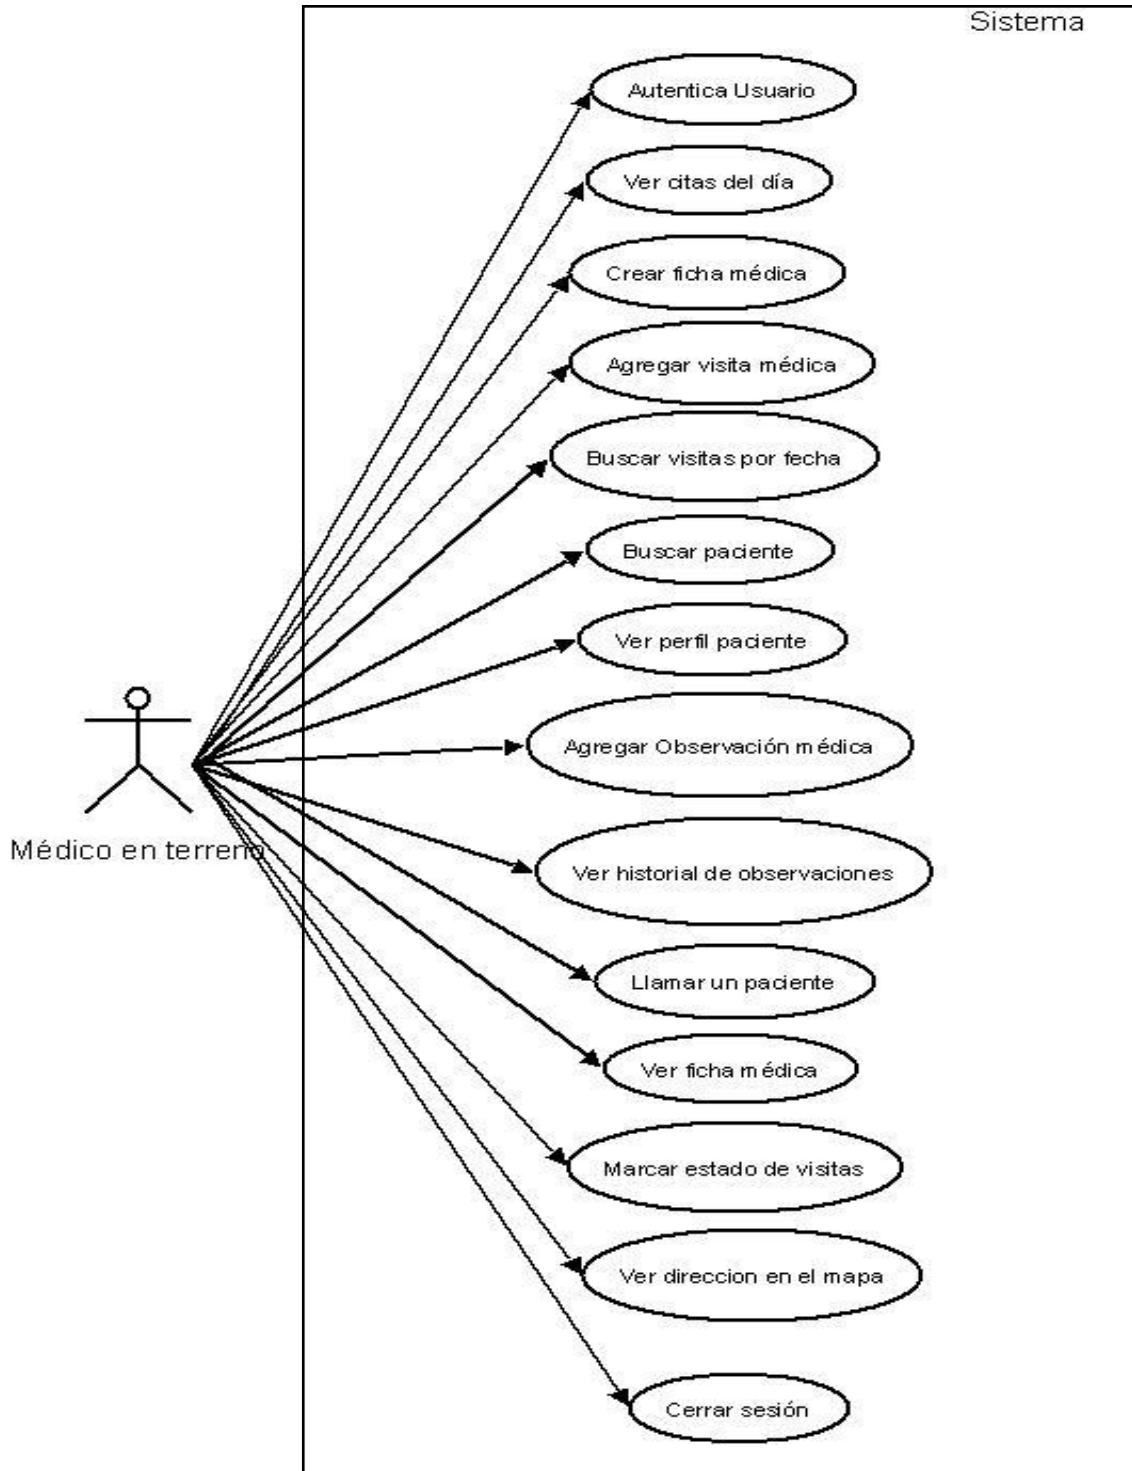 Sistema
Autentica Usuario
Ver citas del día
Crear ficha médica
Agregar visita médica
Buscar visitas por fecha
Buscar paciente
Ver perfil paciente
Agregar Observación médica
Médico en terreno
Ver historial de observaciones
Llamar un paciente
Ver ficha médica
Marcar estado de visitas
Ver direccion en el mapa
Cerrar sesión